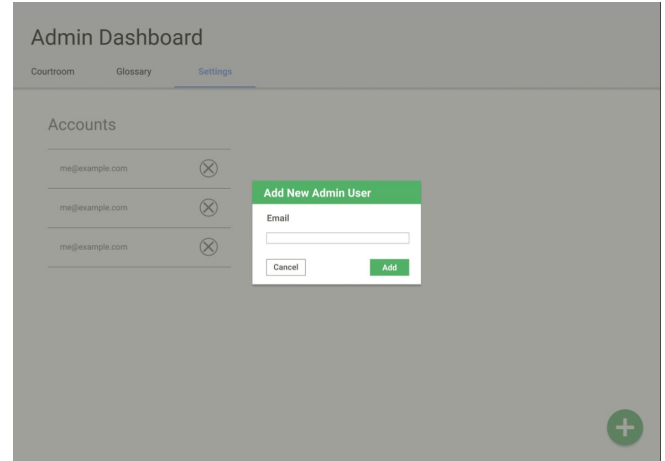 Admin Dashboard
Courtroom Glossary Settings
Accounts
me@example.com
me@example.com
me@example.com
Add New Admin User
Email
Cancel Add